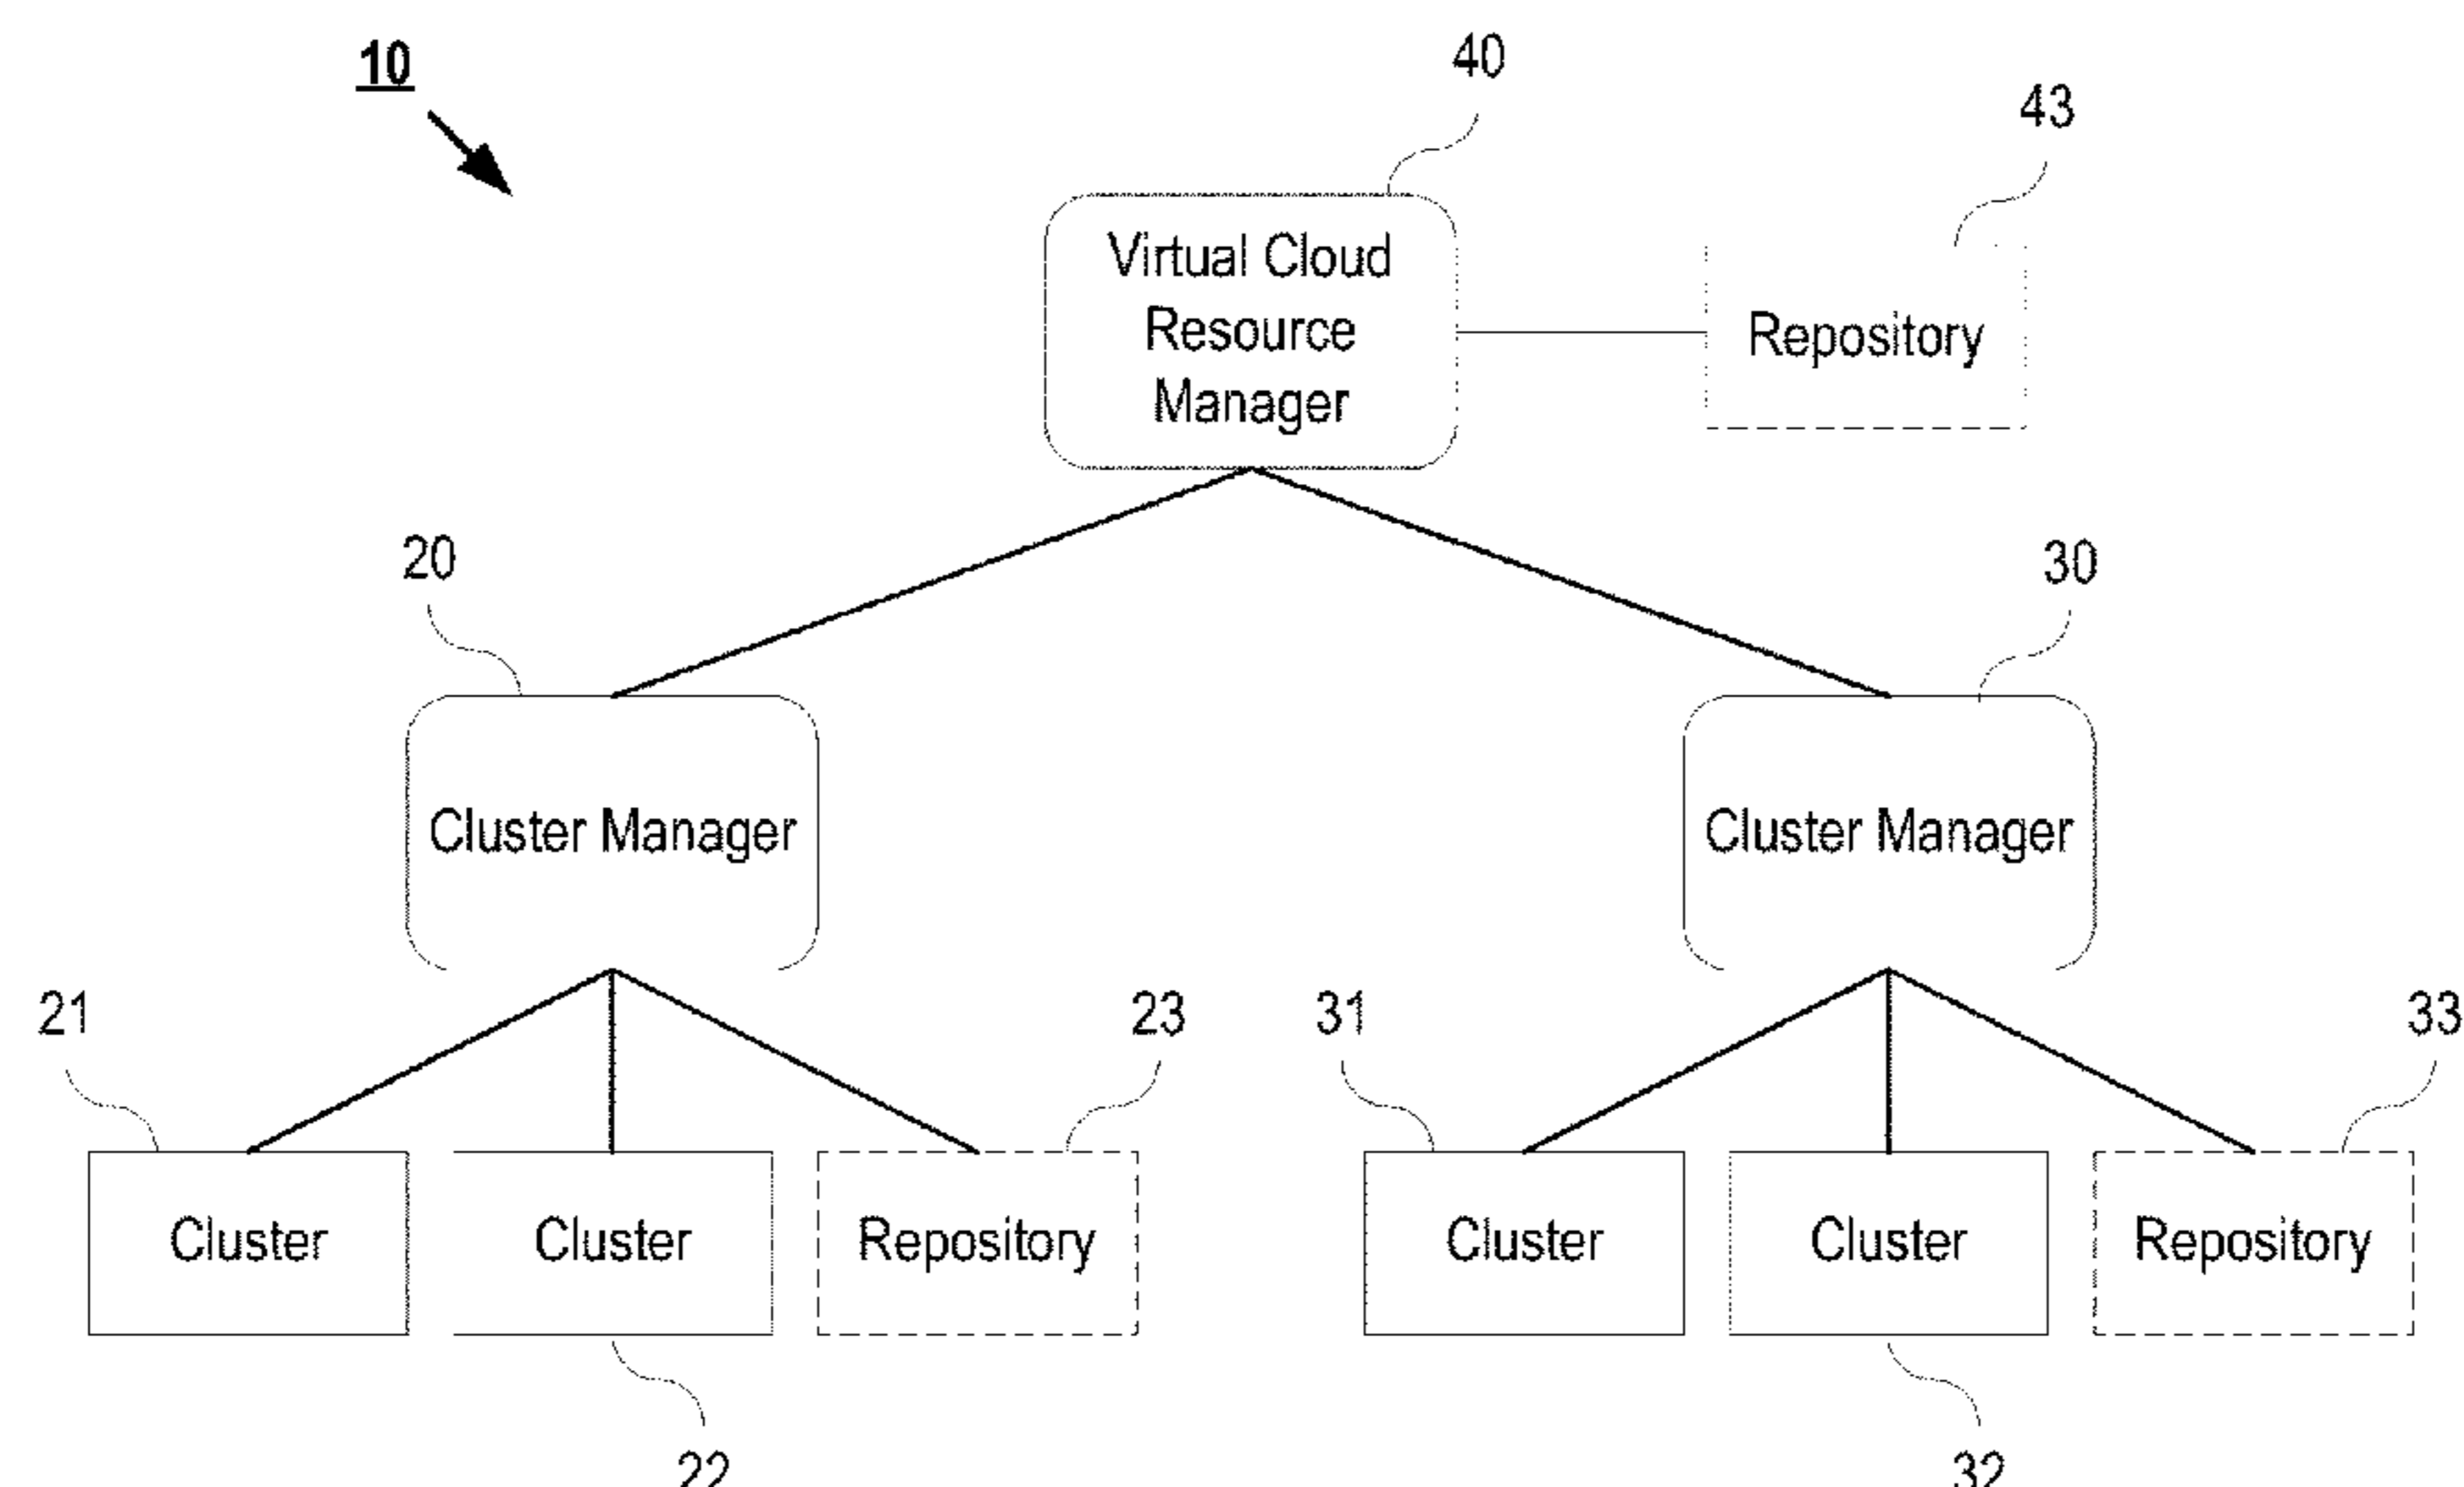 10
40
43
Virtual Cloud
Resource
Manager
Repository
20
30
Cluster Manager
Cluster Manager
21
23
31
33
Cluster
Cluster
Repository
Cluster
Cluster
Repository
22
32